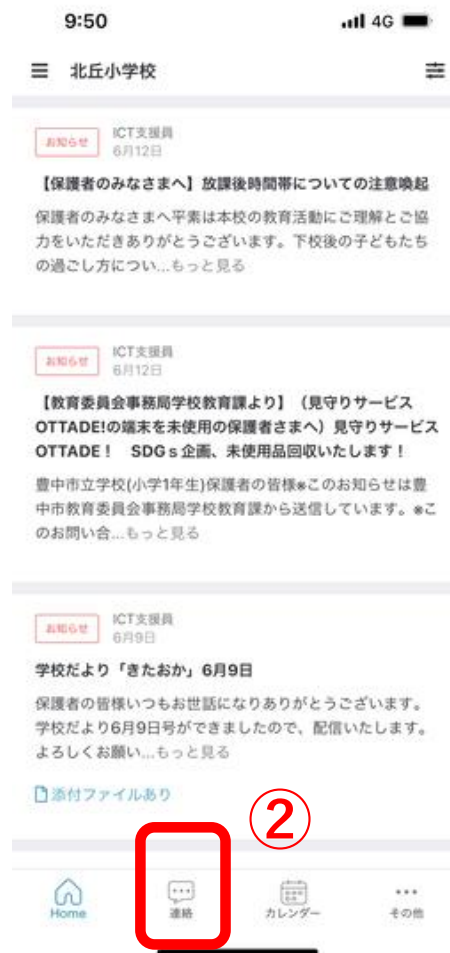 9:50
4G
北丘小学校
お知らせ
ICT支援員
6月12日
【保護者のみなさまへ】放課後時間帯についての注意喚起
保護者のみなさまへ平素は本校の教育活動にご理解とご協
力をいただきありがとうございます。下校後の子どもたち
の過ごし方につい...もっと見る
お知らせ
ICT支援員
6月12日
【教育委員会事務局学校教育課より】（見守りサービス
OTTADE!の端末を未使用の保護者さまへ）見守りサービス
OTTADE！　SDGｓ企画、未使用品回収いたします！
豊中市立学校(小学1年生)保護者の皆様※このお知らせは豊
中市教育委員会事務局学校教育課から送信しています。※こ
のお問い合...もっと見る
お知らせ
ICT支援員
6月9日
学校だより「きたおか」6月9日
保護者の皆様いつもお世話になりありがとうございます。
学校だより6月9日号ができましたので、配信いたします。
よろしくお願い...もっと見る
添付ファイルあり
②
Home
連絡
カレンダー
その他